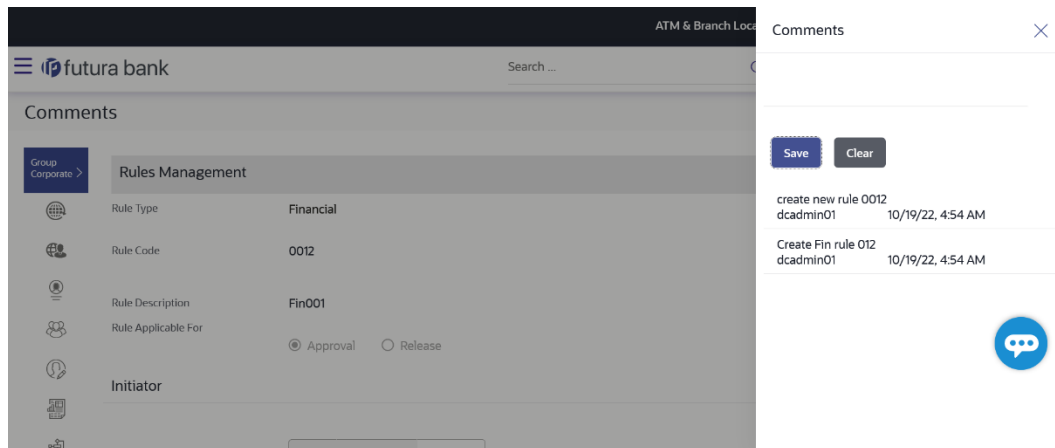 ATM & Branch Loca
Comments
futura bank
Search ...
Comments
Save
Clear
create new rule 0012
dcadmin01 10/19/22, 4:54 AM
Create Fin rule 012
dcadmin01 10/19/22, 4:54 AM
Group
Corporate >
Rules Management
Rule Type Financial
Rule Code 0012
Rule Description Fin001
Rule Applicable For
Approval Release
Initiator